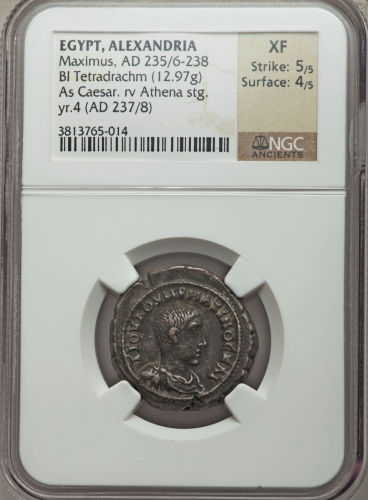 EGYPT, ALEXANDRIA
Maximus, AD 235/6-238
BI Tetradrachm (12.97g)
As Caesar. rv Athena stg.
yr.4 (AD 237/8)
3813765-014
XF
Strike: 5/5
Surface: 4/5
NGC
ANCIENTS